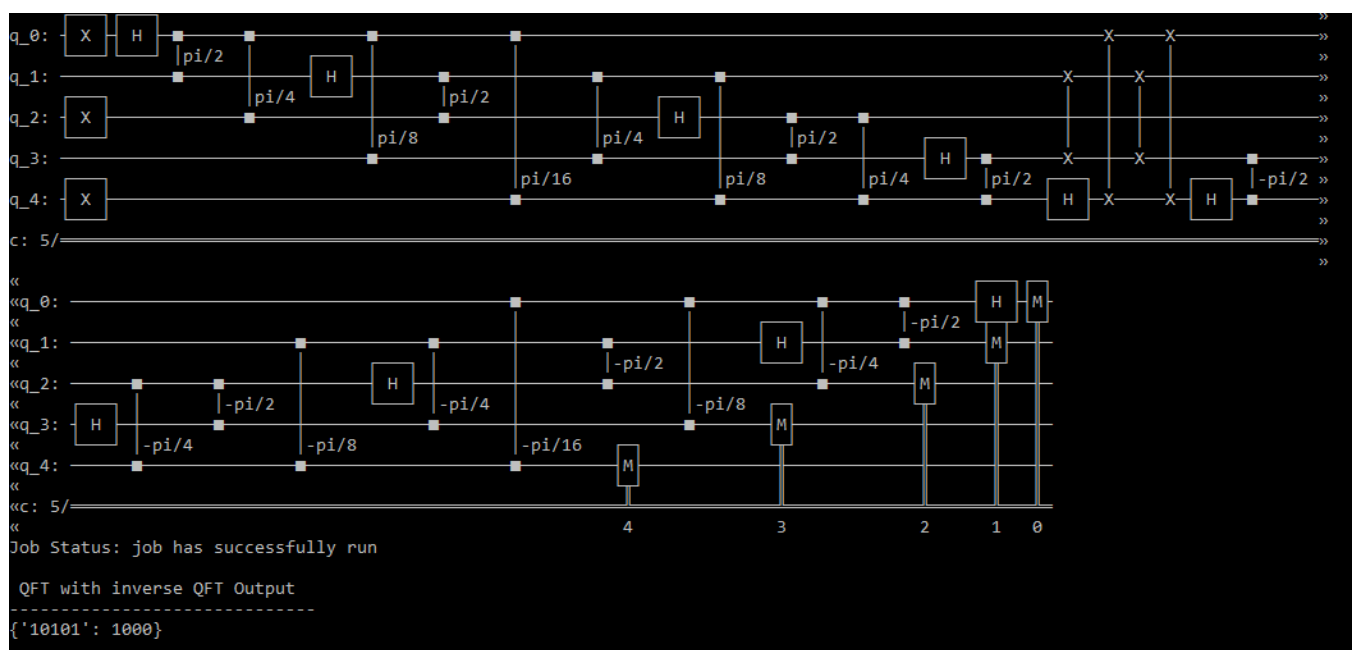 »
q_0: X H X X »
pi/2 »
q_1: H X X »
pi/4 pi/2 »
q_2: X H »
pi/8 pi/4 pi/2 »
q_3: H X X »
pi/16 pi/8 pi/4 pi/2 -pi/2 »
q_4: X H X X H »
»
c: 5/ »
»
«
«q_0: H M
« -pi/2
«q_1: H M
« -pi/2 -pi/4
«q_2: H M
« -pi/2 -pi/4 -pi/8
«q_3: H M
« -pi/4 -pi/8 -pi/16
«q_4: M
«
«c: 5/
« 4 3 2 1 0
Job Status: job has successfully run
QFT with inverse QFT Output
------------------------------
{'10101': 1000}